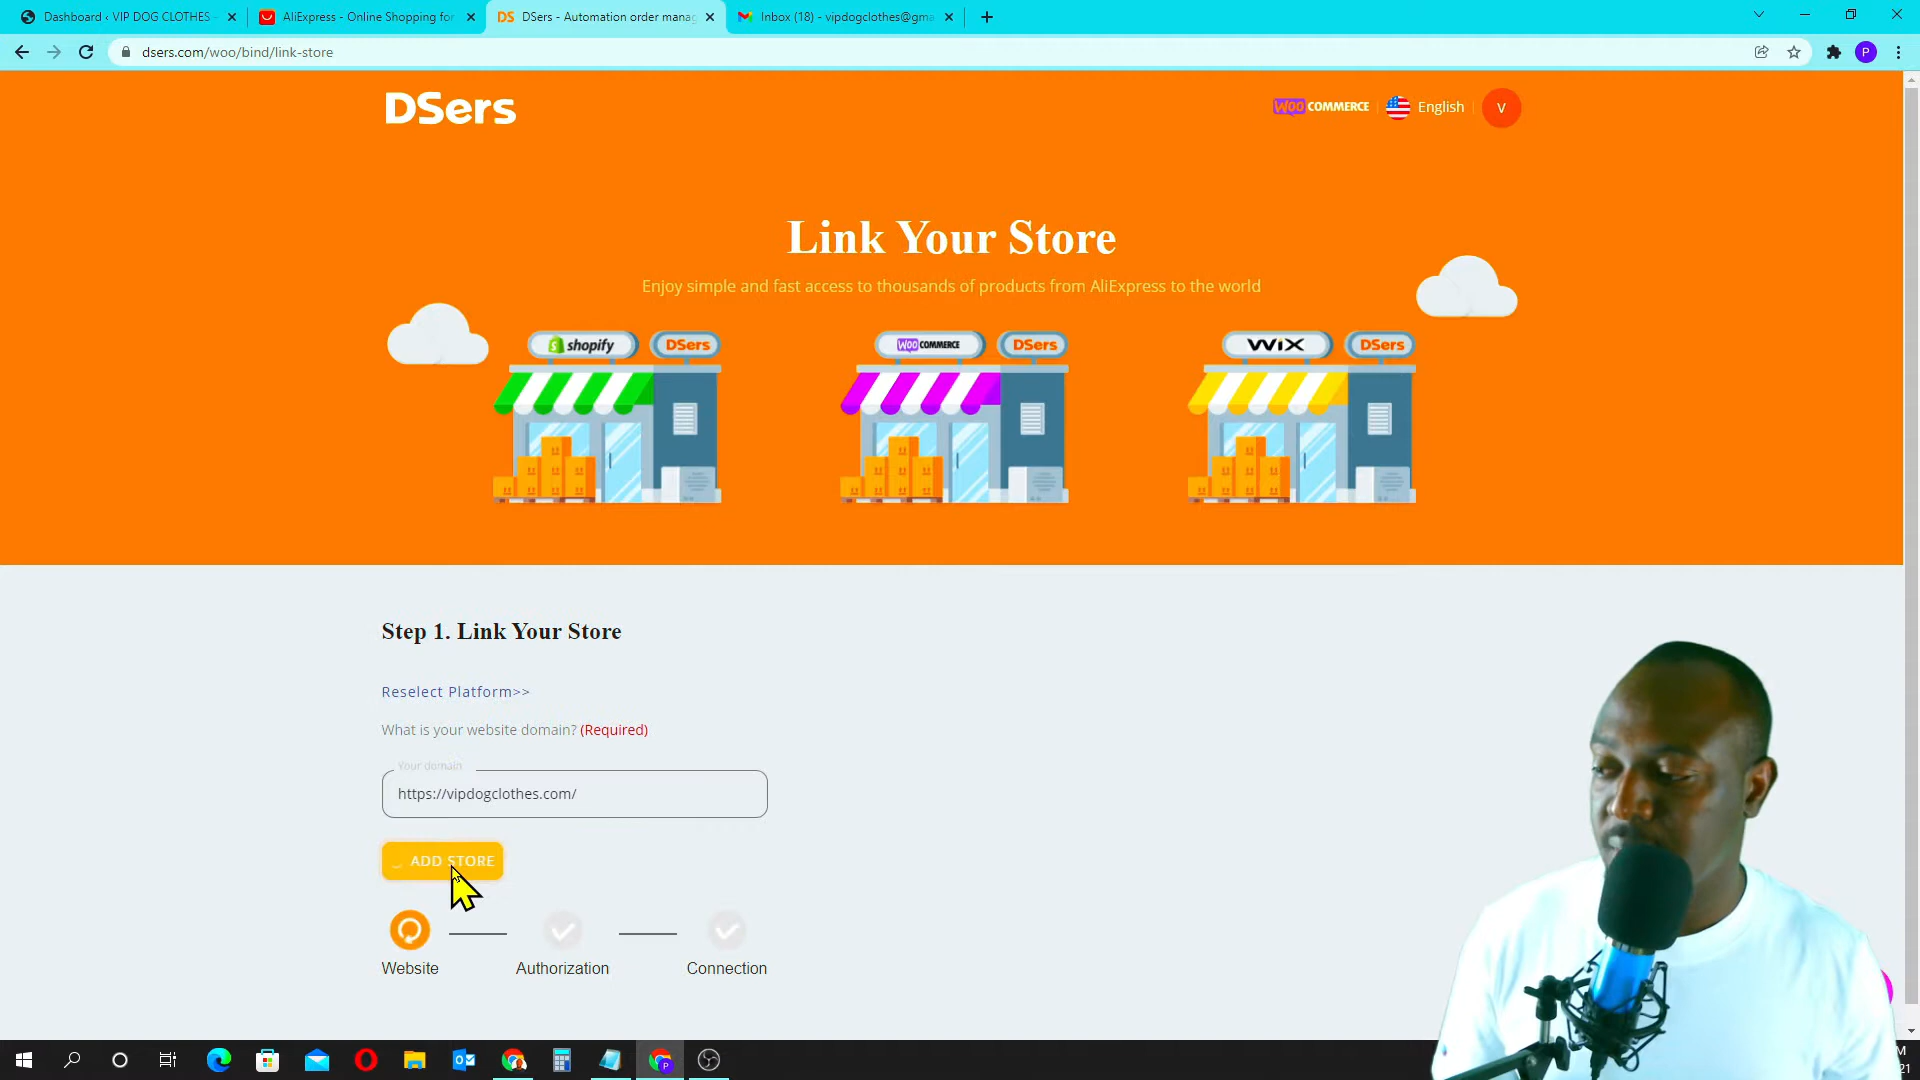 Dashboard ‹ VIP DOG CLOTHES -
AliExpress - Online Shopping for
DS
DSers - Automation order manag
Inbox (18) - vipdogclothes@gma
dsers.com/woo/bind/link-store
P
DSers
WOO COMMERCE
English
V
Link Your Store
Enjoy simple and fast access to thousands of products from AliExpress to the world
shopify
DSers
WOO COMMERCE
DSers
WiX
DSers
Step 1. Link Your Store
Reselect Platform>>
What is your website domain? (Required)
Your domain
https://vipdogclothes.com/
ADD STORE
Website
Authorization
Connection